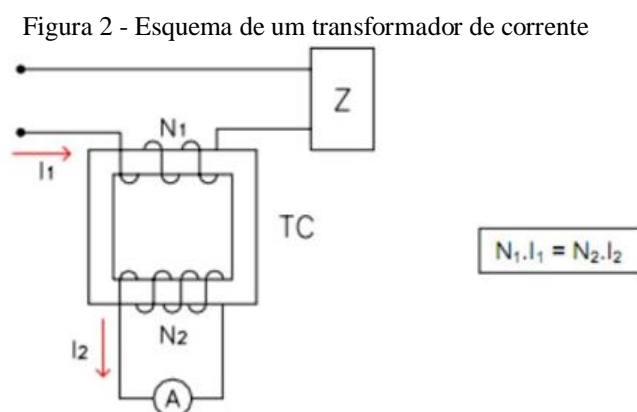 Figura 2 - Esquema de um transformador de corrente
Z
N₁
I₁
TC
N₁.I₁ = N₂.I₂
N₂
I₂
A